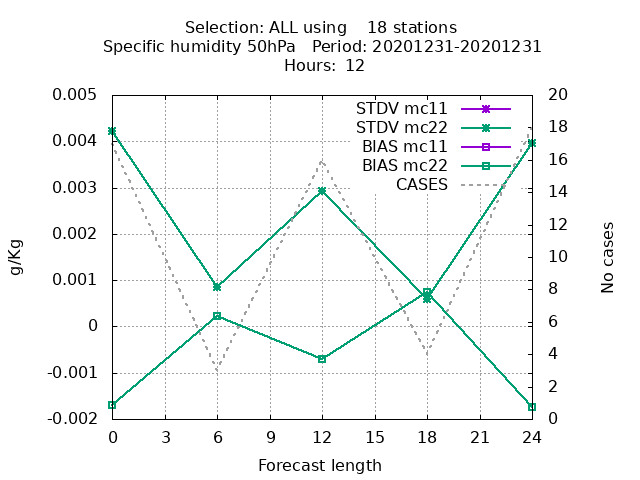 Selection: ALL using    18 stations
Specific humidity 50hPa   Period: 20201231-20201231
Hours: 12
STDV mc11
STDV mc22
BIAS mc11
BIAS mc22
CASES
0.005
0.004
0.003
0.002
0.001
0
-0.001
-0.002
g/Kg
20
18
16
14
12
10
8
6
4
2
0
No cases
0 3 6 9 12 15 18 21 24
Forecast length